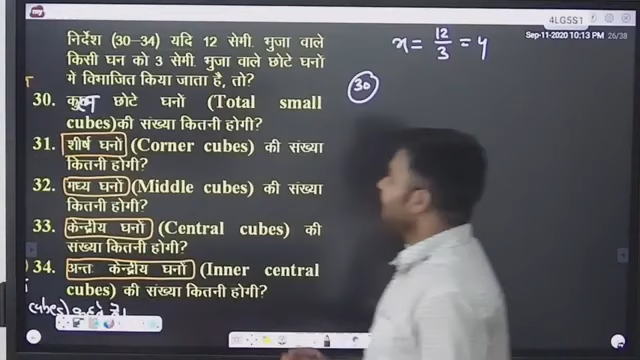 4LG5S1
Sep-11-2020 10:13 PM 26/38
निर्देश (30–34) यदि 12 सेमी. भुजा वाले
किसी घन को 3 सेमी. भुजा वाले छोटे घनों
में विभाजित किया जाता है, तो?
x = 12/3 = 4
30
30. छोटे घनों (Total small
cubes)की संख्या कितनी होगी?
31. शीर्ष घनों (Corner cubes) की संख्या
कितनी होगी?
32. मध्य घनों (Middle cubes) की संख्या
कितनी होगी?
33. केन्द्रीय घनों (Central cubes) की
संख्या कितनी होगी?
34. अन्तः केन्द्रीय घनों (Inner central
cubes) की संख्या कितनी होगी?
cubes)